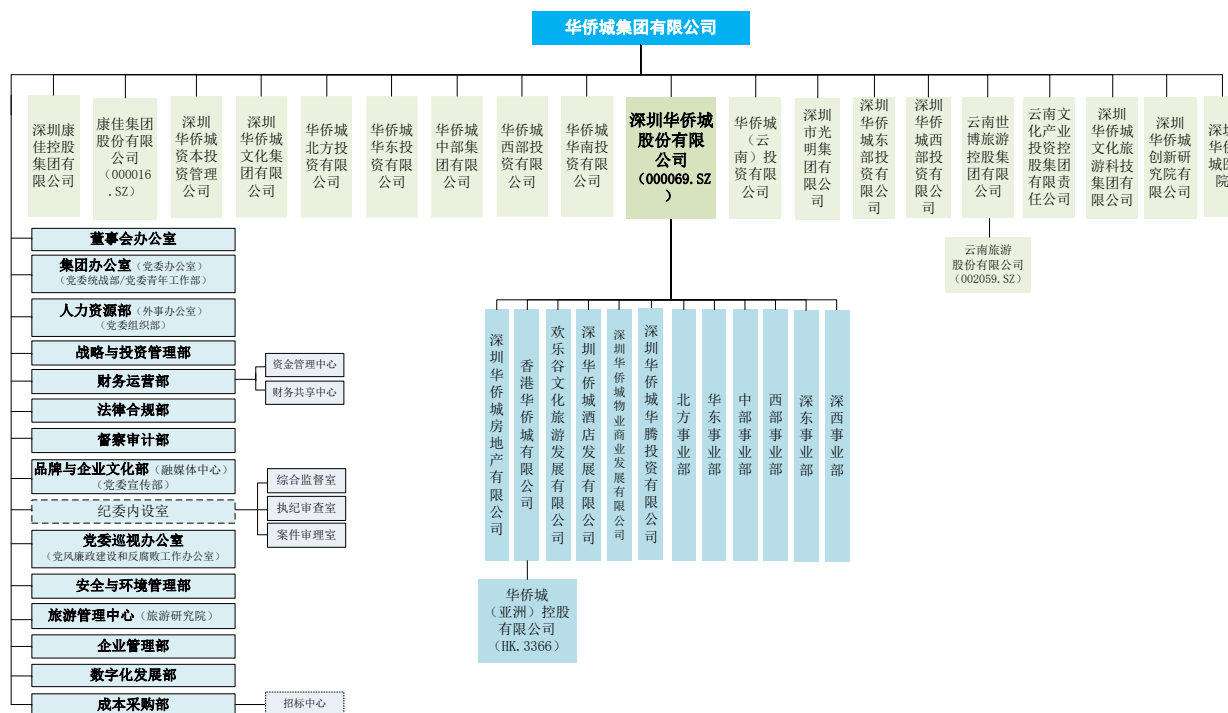 华侨城集团有限公司
深圳康
佳控股
集团有
限公司
康佳集团
股份有限
公司
(000016
.SZ)
深圳
华侨城
资本投
资管理
公司
深圳
华侨城
文化集
团有限
公司
华侨城
北方投
资有限
公司
华侨城
华东投
资有限
公司
华侨城
中部集
团有限
公司
华侨城
西部投
资有限
公司
华侨城
华南投
资有限
公司
深圳华侨城
股份有限公
司
(000069.SZ
)
华侨城
（云
南）投
资有限
公司
深圳
市光
明集
团有
限公
司
深圳
华侨
城东
部投
资有
限公
司
深圳
华侨
城西
部投
资有
限公
司
云南世
博旅游
控股集
团有限
公司
云南文
化产业
投资控
股集团
有限责
任公司
深圳
华侨城
文化旅
游科技
集团有
限公司
深圳
华侨城
创新研
究院有
限公司
深圳
华侨
城医
院
云南旅游
股份有限公司
(002059.SZ)
董事会办公室
集团办公室（党委办公室）
（党委统战部/党委青年工作部）
人力资源部（外事办公室）
（党委组织部）
战略与投资管理部
财务运营部
资金管理中心
财务共享中心
法律合规部
督察审计部
品牌与企业文化部（融媒体中心）
（党委宣传部）
纪委内设室
综合监督室
执纪审查室
案件审理室
党委巡视办公室
（党风廉政建设和反腐败工作办公室）
安全与环境管理部
旅游管理中心（旅游研究院）
企业管理部
数字化发展部
成本采购部
招标中心
深圳华侨城房地产有限公司
香港华侨城有限公司
欢乐谷文化旅游发展有限公司
深圳华侨城酒店发展有限公司
深圳华侨城物业商业发展有限公司
深圳华侨城华腾投资有限公司
北方事业部
华东事业部
中部事业部
西部事业部
深东事业部
深西事业部
华侨城
（亚洲）控股
有限公司
(HK.3366)